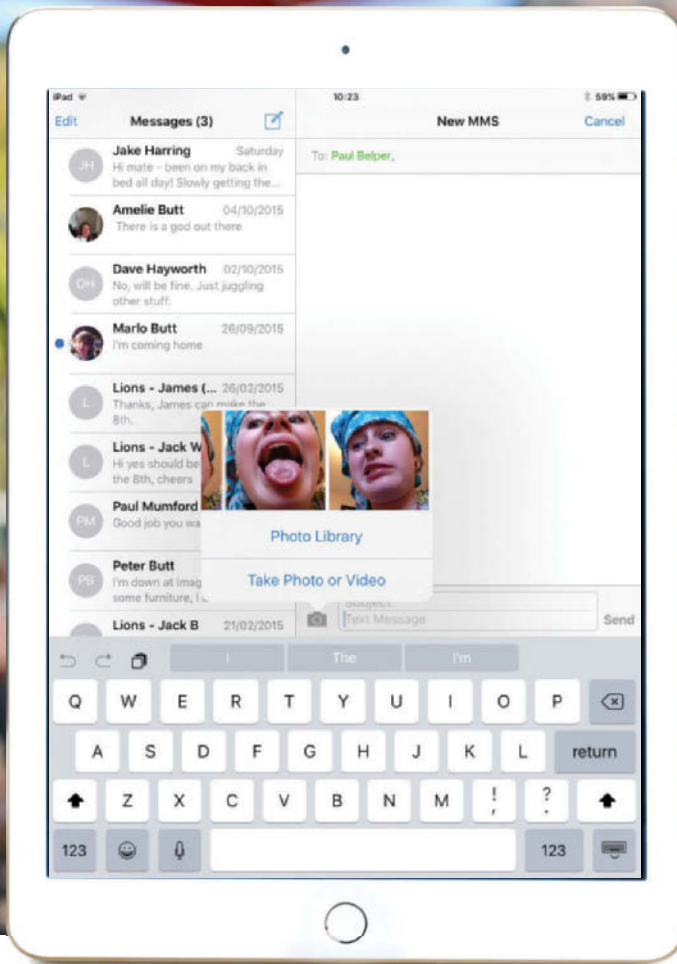 iPad
10:23
59%
Edit
Messages (3)
New MMS
Cancel
To: Paul Belper,
JH
Jake Harring
Saturday
Hi mate - been on my back in
bed all day! Slowly getting the...
Amelie Butt
04/10/2015
There is a god out there
DH
Dave Hayworth
02/10/2015
No, will be fine. Just juggling
other stuff.
Marlo Butt
26/09/2015
I'm coming home
L
Lions - James (...
26/02/2015
Thanks, James can make the
8th.
L
Lions - Jack W
Hi yes should be
the 8th, cheers
PM
Paul Mumford
Good job you wa
PB
Peter Butt
I'm down at imag
some furniture, I
Lions - Jack B
21/02/2015
Photo Library
Take Photo or Video
Subject
Text Message
Send
I
The
I'm
Q W E R T Y U I O P
A S D F G H J K L return
Z X C V B N M ! , ? .
123
123